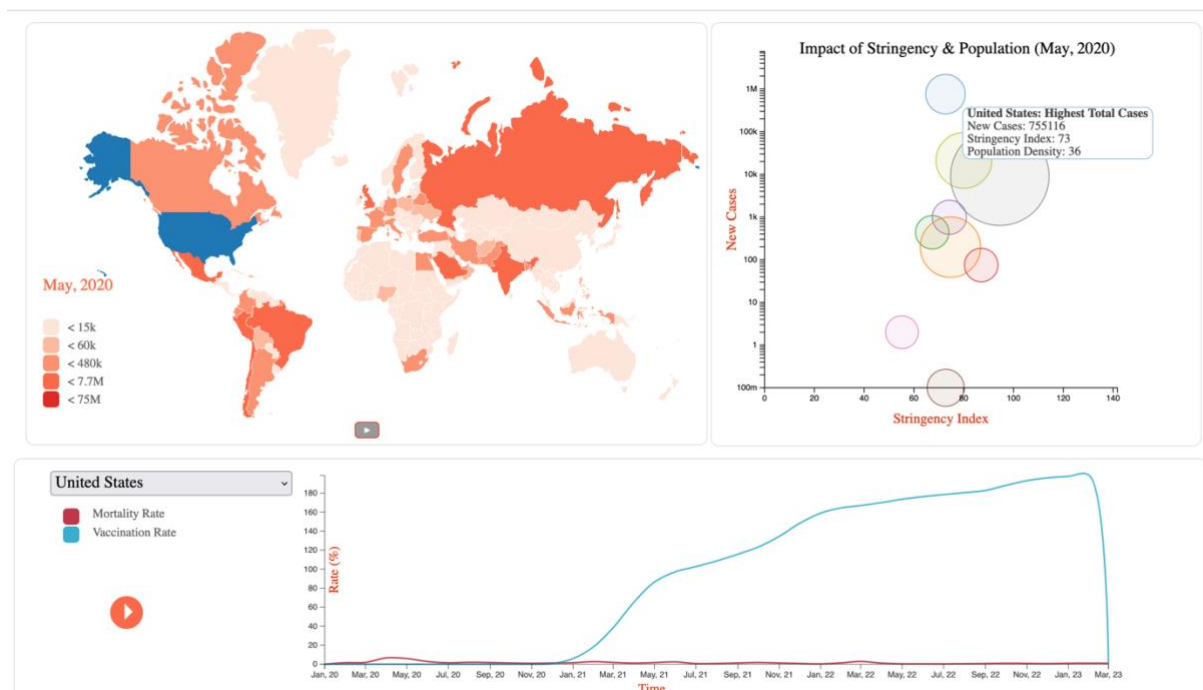 May, 2020
< 15k
< 60k
< 480k
< 7.7M
< 75M
Impact of Stringency & Population (May, 2020)
1M
100k
10k
1k
100
10
1
100m
New Cases
United States: Highest Total Cases
New Cases: 755116
Stringency Index: 73
Population Density: 36
0 20 40 60 80 100 120 140
Stringency Index
United States
Mortality Rate
Vaccination Rate
180
160
140
120
100
80
60
40
20
0
Rate (%)
Jan, 20 Mar, 20 May, 20 Jul, 20 Sep, 20 Nov, 20 Jan, 21 Mar, 21 May, 21 Jul, 21 Sep, 21 Nov, 21 Jan, 22 Mar, 22 May, 22 Jul, 22 Sep, 22 Nov, 22 Jan, 23 Mar, 23
Time